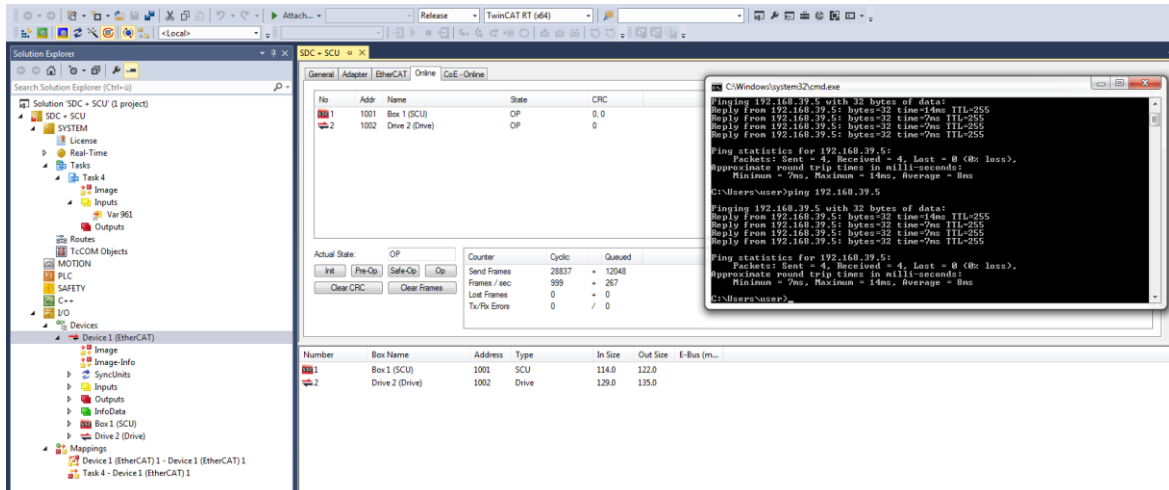 Attach...
Release
TwinCAT RT (x64)
<Local>
Solution Explorer
Search Solution Explorer (Ctrl+ü)
Solution 'SDC + SCU' (1 project)
SDC + SCU
SYSTEM
License
Real-Time
Tasks
Task 4
Image
Inputs
Var 961
Outputs
Routes
TcCOM Objects
MOTION
PLC
SAFETY
C++
I/O
Devices
Device 1 (EtherCAT)
Image
Image-Info
SyncUnits
Inputs
Outputs
InfoData
Box 1 (SCU)
Drive 2 (Drive)
Mappings
Device 1 (EtherCAT) 1 - Device 1 (EtherCAT) 1
Task 4 - Device 1 (EtherCAT) 1
SDC + SCU
General Adapter EtherCAT Online CoE - Online
No Addr Name State CRC
1 1001 Box 1 (SCU) OP 0, 0
2 1002 Drive 2 (Drive) OP 0
Actual State: OP
Init Pre-Op Safe-Op Op
Clear CRC Clear Frames
Counter Cyclic Queued
Send Frames 28837 + 12048
Frames / sec 999 + 267
Lost Frames 0 + 0
Tx/Rx Errors 0 / 0
Number Box Name Address Type In Size Out Size E-Bus (m...
1 Box 1 (SCU) 1001 SCU 114.0 122.0
2 Drive 2 (Drive) 1002 Drive 129.0 135.0
C:\Windows\system32\cmd.exe
Pinging 192.168.39.5 with 32 bytes of data:
Reply from 192.168.39.5: bytes=32 time=14ms TTL=255
Reply from 192.168.39.5: bytes=32 time=7ms TTL=255
Reply from 192.168.39.5: bytes=32 time=7ms TTL=255
Reply from 192.168.39.5: bytes=32 time=7ms TTL=255
Ping statistics for 192.168.39.5:
Packets: Sent = 4, Received = 4, Lost = 0 (0% loss),
Approximate round trip times in milli-seconds:
Minimum = 7ms, Maximum = 14ms, Average = 8ms
C:\Users\user>ping 192.168.39.5
Pinging 192.168.39.5 with 32 bytes of data:
Reply from 192.168.39.5: bytes=32 time=14ms TTL=255
Reply from 192.168.39.5: bytes=32 time=7ms TTL=255
Reply from 192.168.39.5: bytes=32 time=7ms TTL=255
Reply from 192.168.39.5: bytes=32 time=7ms TTL=255
Ping statistics for 192.168.39.5:
Packets: Sent = 4, Received = 4, Lost = 0 (0% loss),
Approximate round trip times in milli-seconds:
Minimum = 7ms, Maximum = 14ms, Average = 8ms
C:\Users\user>_